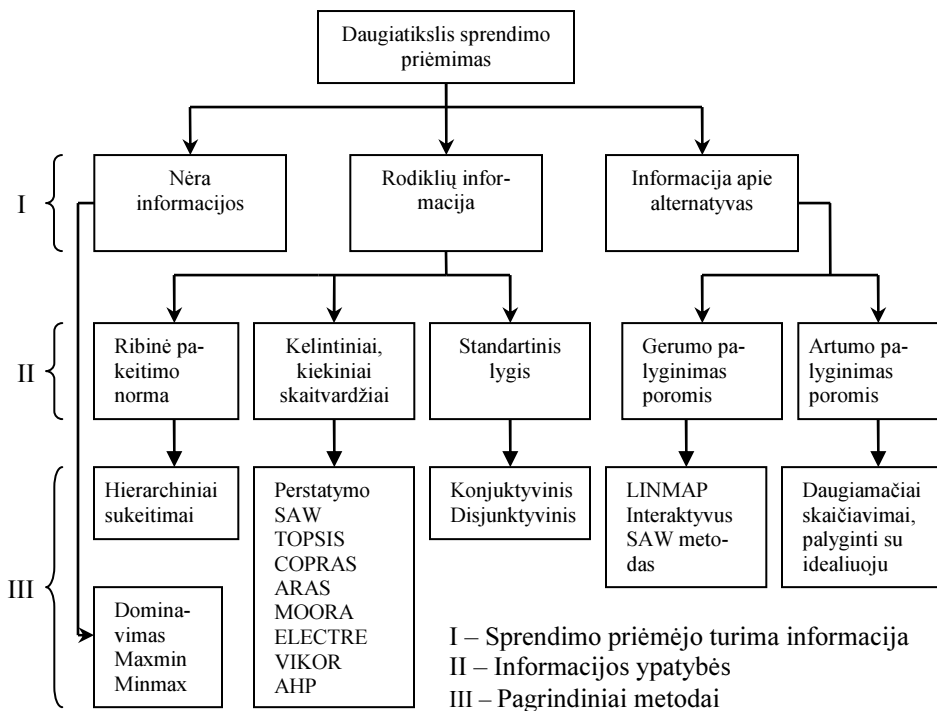 Daugiatikslis sprendimo
priėmimas
I
Nėra
informacijos
Rodiklių infor-
macija
Informacija apie
alternatyvas
II
Ribinė pa-
keitimo
norma
Kelintiniai,
kiekiniai
skaitvardžiai
Standartinis
lygis
Gerumo pa-
lyginimas
poromis
Artumo pa-
lyginimas
poromis
III
Hierarchiniai
sukeitimai
Perstatymo
SAW
TOPSIS
COPRAS
ARAS
MOORA
ELECTRE
VIKOR
AHP
Konjuktyvinis
Disjunktyvinis
LINMAP
Interaktyvus
SAW meto-
das
Daugiamačiai
skaičiavimai,
palyginti su
idealiuoju
Domina-
vimas
Maxmin
Minmax
I – Sprendimo priėmėjo turima informacija
II – Informacijos ypatybės
III – Pagrindiniai metodai